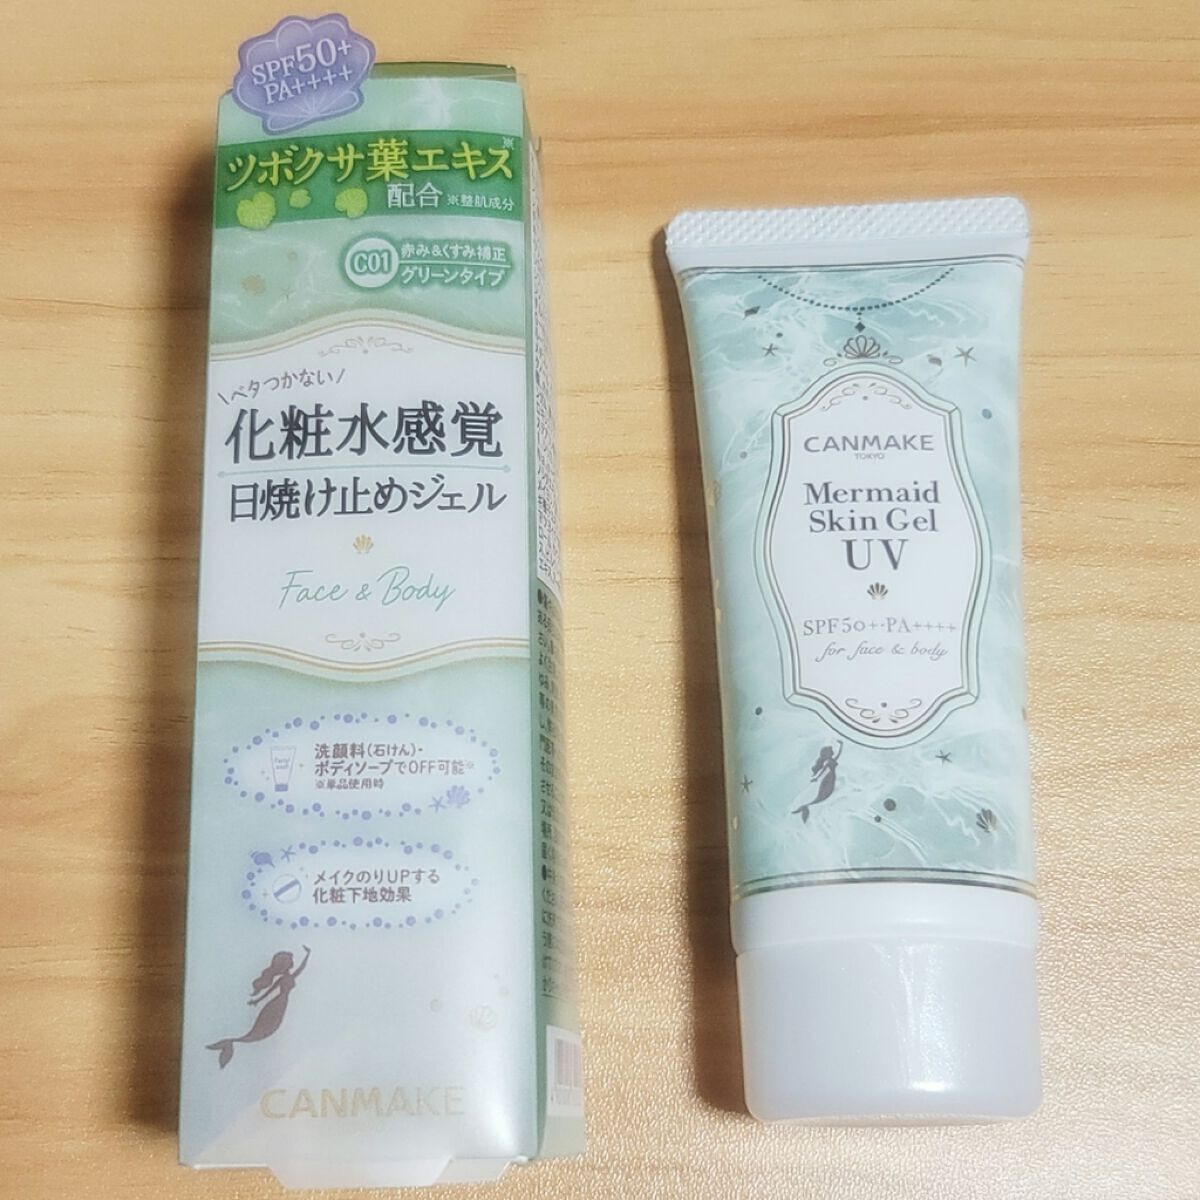 SPF50+
PA++++
ツボクサ葉エキス※
配合 ※整肌成分
C01
赤み&くすみ補正
グリーンタイプ
\ベタつかない/
化粧水感覚
日焼け止めジェル
Face & Body
洗顔料(石けん)・
ボディソープでOFF可能※
※単品使用時
メイクのりUPする
化粧下地効果
CANMAKE
CANMAKE
TOKYO
Mermaid
Skin Gel
UV
SPF50+・PA++++
for face & body